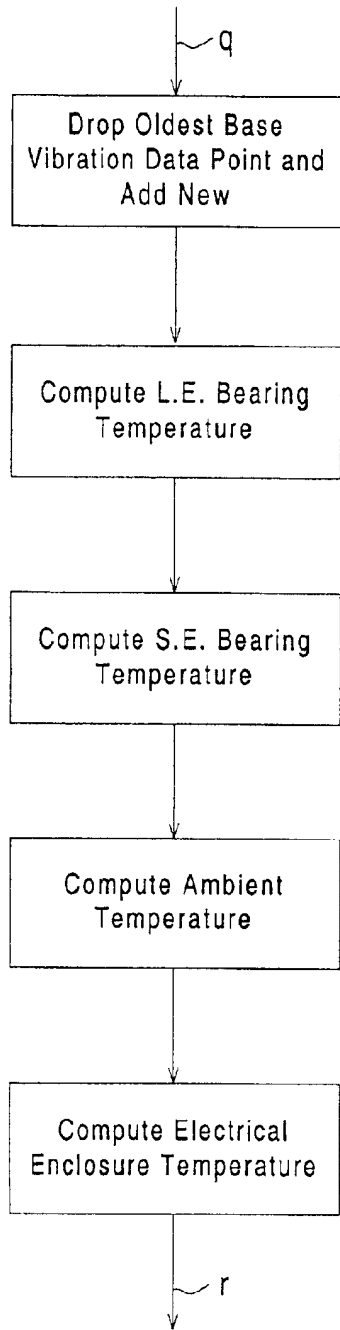 q
Drop Oldest Base
Vibration Data Point and
Add New
Compute L.E. Bearing
Temperature
Compute S.E. Bearing
Temperature
Compute Ambient
Temperature
Compute Electrical
Enclosure Temperature
r